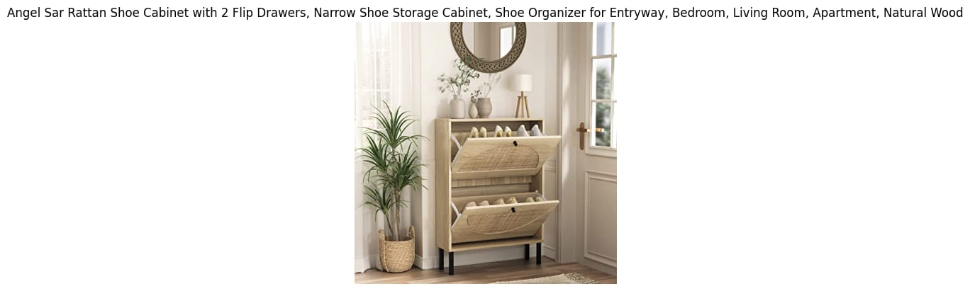 Angel Sar Rattan Shoe Cabinet with 2 Flip Drawers, Narrow Shoe Storage Cabinet, Shoe Organizer for Entryway, Bedroom, Living Room, Apartment, Natural Wood